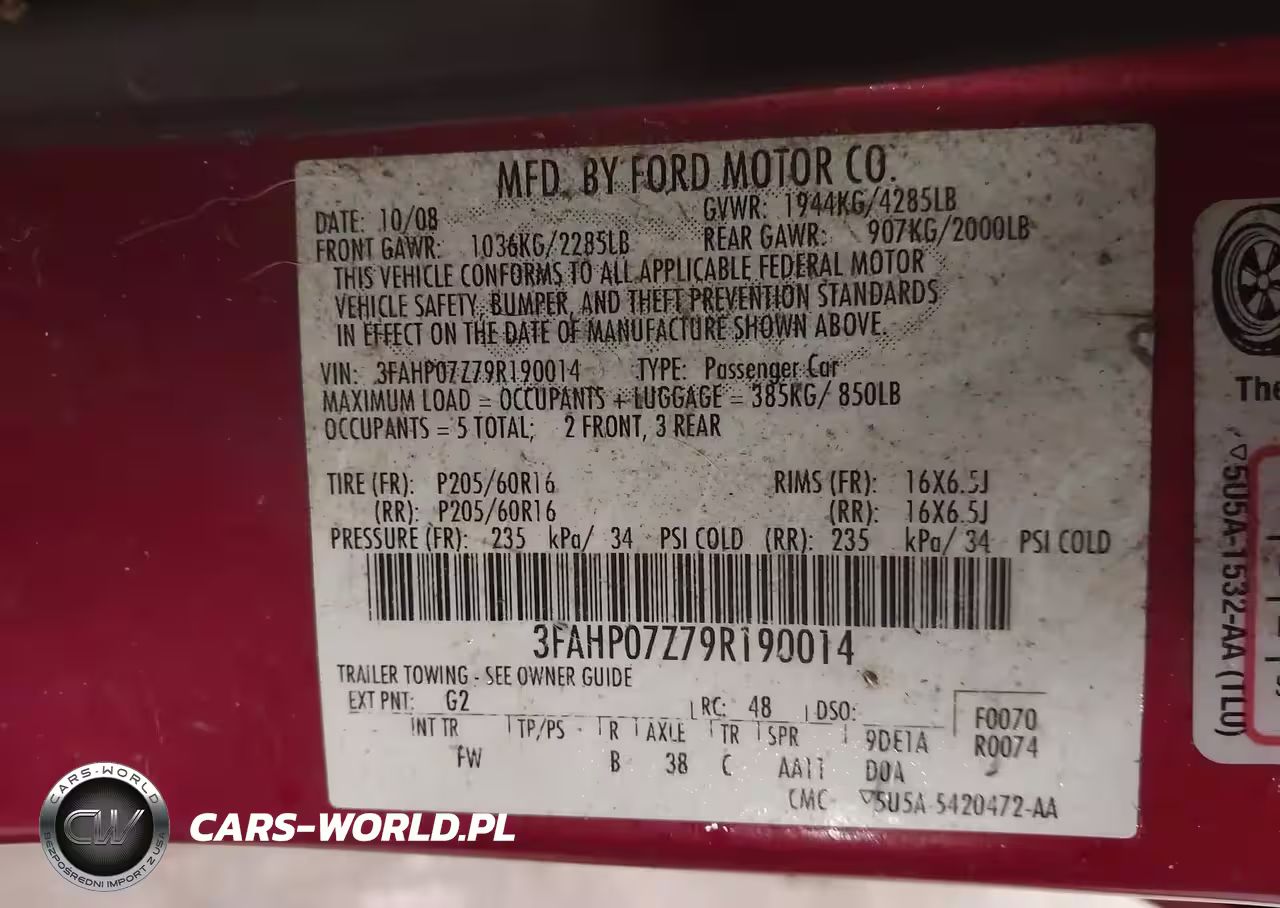 MFD. BY FORD MOTOR CO.
DATE: 10/08 GVWR: 1944KG/4285LB
FRONT GAWR: 1036KG/2285LB REAR GAWR: 907KG/2000LB
THIS VEHICLE CONFORMS TO ALL APPLICABLE FEDERAL MOTOR
VEHICLE SAFETY, BUMPER, AND THEFT PREVENTION STANDARDS
IN EFFECT ON THE DATE OF MANUFACTURE SHOWN ABOVE.
VIN: 3FAHP07Z79R190014 TYPE: Passenger Car
MAXIMUM LOAD = OCCUPANTS + LUGGAGE = 385KG/ 850LB
OCCUPANTS = 5 TOTAL; 2 FRONT, 3 REAR
TIRE (FR): P205/60R16 RIMS (FR): 16X6.5J
(RR): P205/60R16 (RR): 16X6.5J
PRESSURE (FR): 235 kPa/ 34 PSI COLD (RR): 235 kPa/ 34 PSI COLD
3FAHP07Z79R190014
TRAILER TOWING - SEE OWNER GUIDE
EXT PNT: G2 RC: 48 DSO: F0070
INT TR TP/PS R AXLE TR SPR 9DE1A R0074
FW B 38 C AA11 D0A
CMC 5U5A 5420472-AA
The
5U5A-1532-AA (1L0)
CARS-WORLD
CW
BEZPOŚREDNI IMPORT Z USA
CARS-WORLD.PL